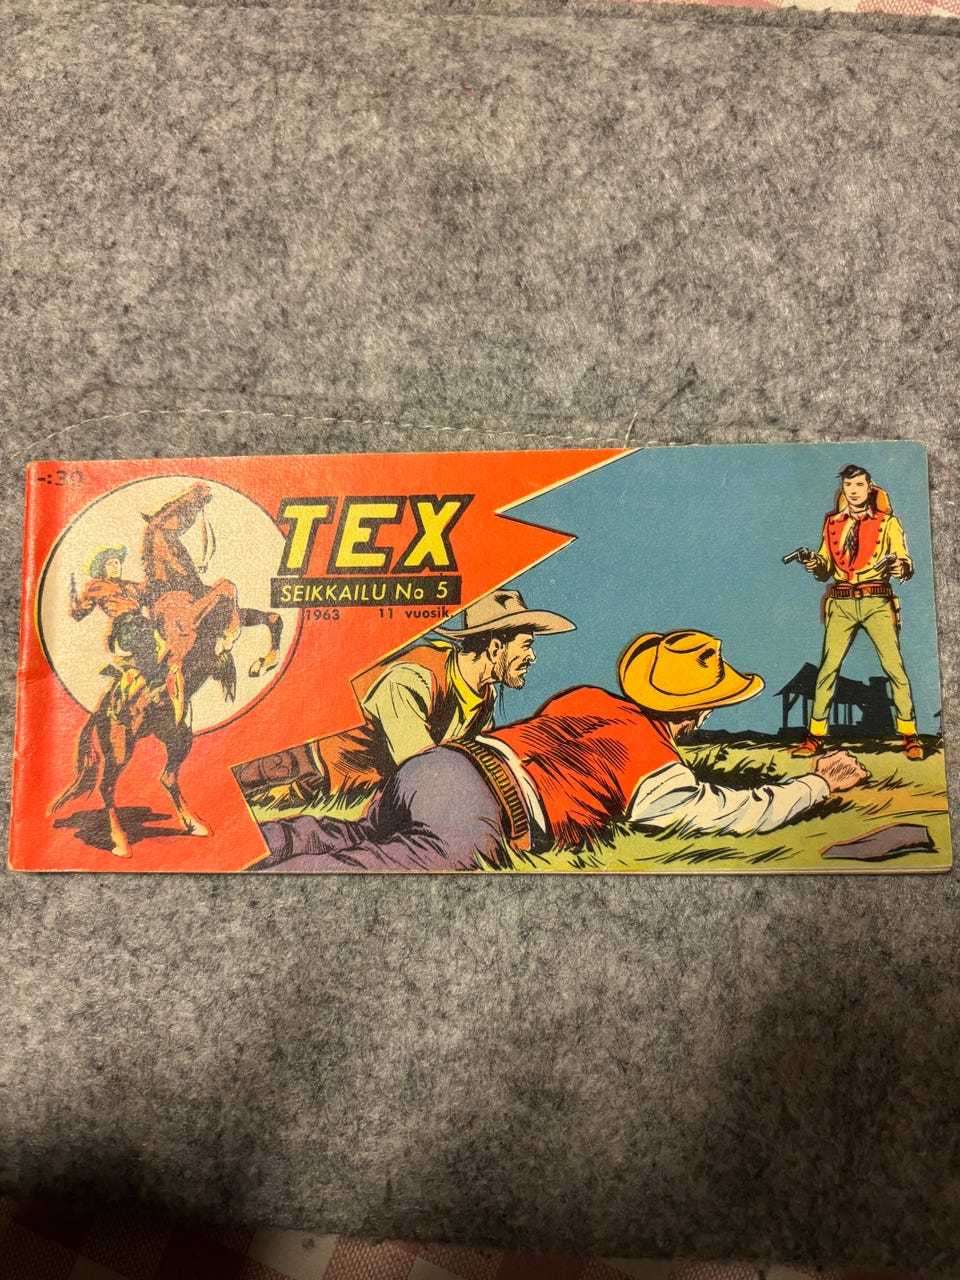 -:30
TEX
SEIKKAILU No 5
1963 11 vuosik.